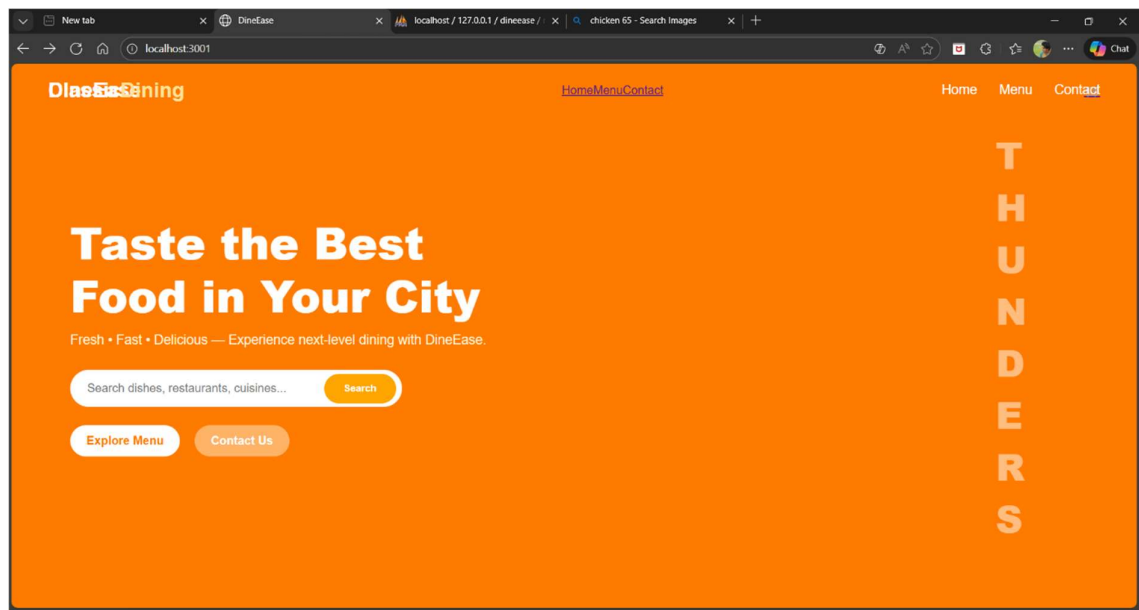 New tab
DineEase
localhost / 127.0.0.1 / dineease /
chicken 65 - Search Images
localhost:3001
Chat
Dining
HomeMenuContact
Home Menu Contact
Taste the Best
Food in Your City
Fresh • Fast • Delicious — Experience next-level dining with DineEase.
Search dishes, restaurants, cuisines...
Search
Explore Menu
Contact Us
T
H
U
N
D
E
R
S